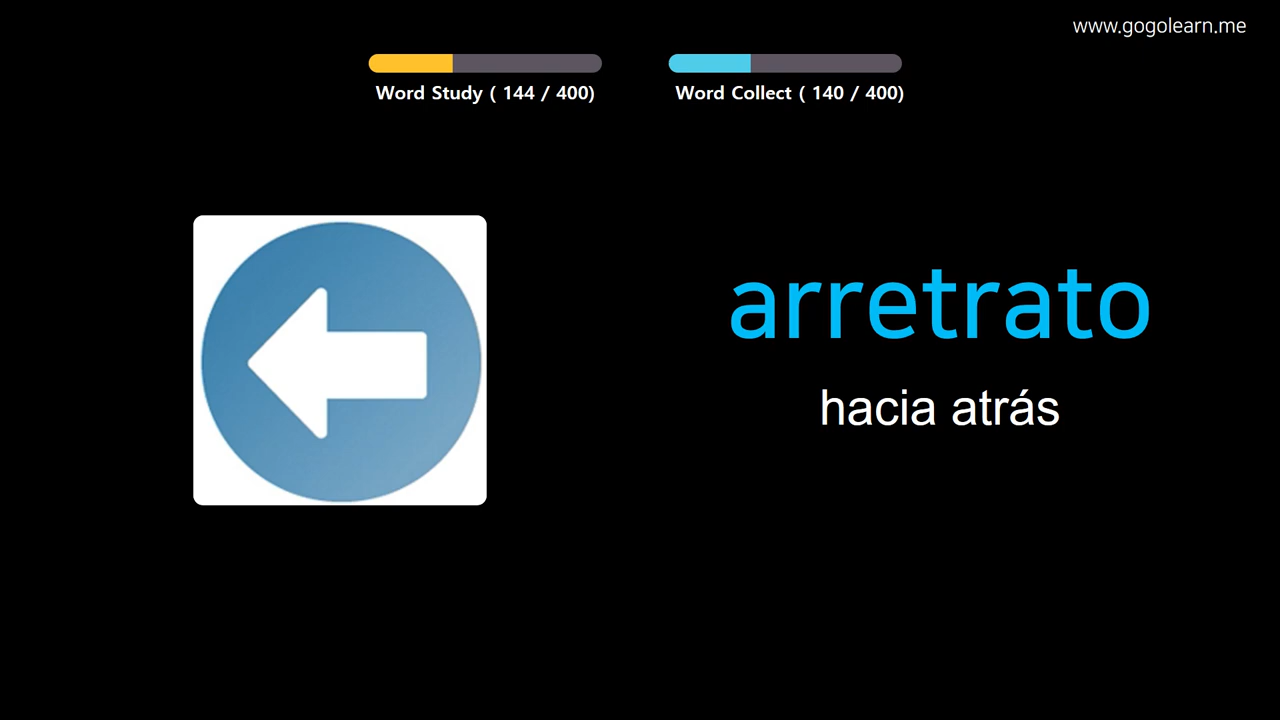 www.gogolearn.me
Word Study ( 144 / 400)
Word Collect ( 140 / 400)
arretrato
hacia atrás